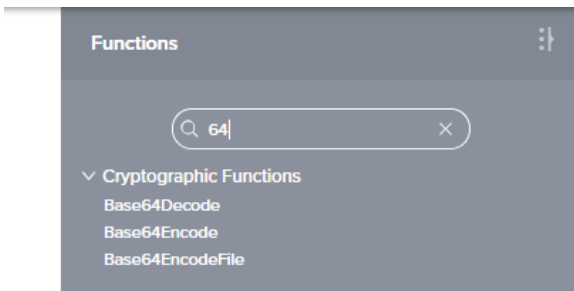 Functions
64
Cryptographic Functions
Base64Decode
Base64Encode
Base64EncodeFile